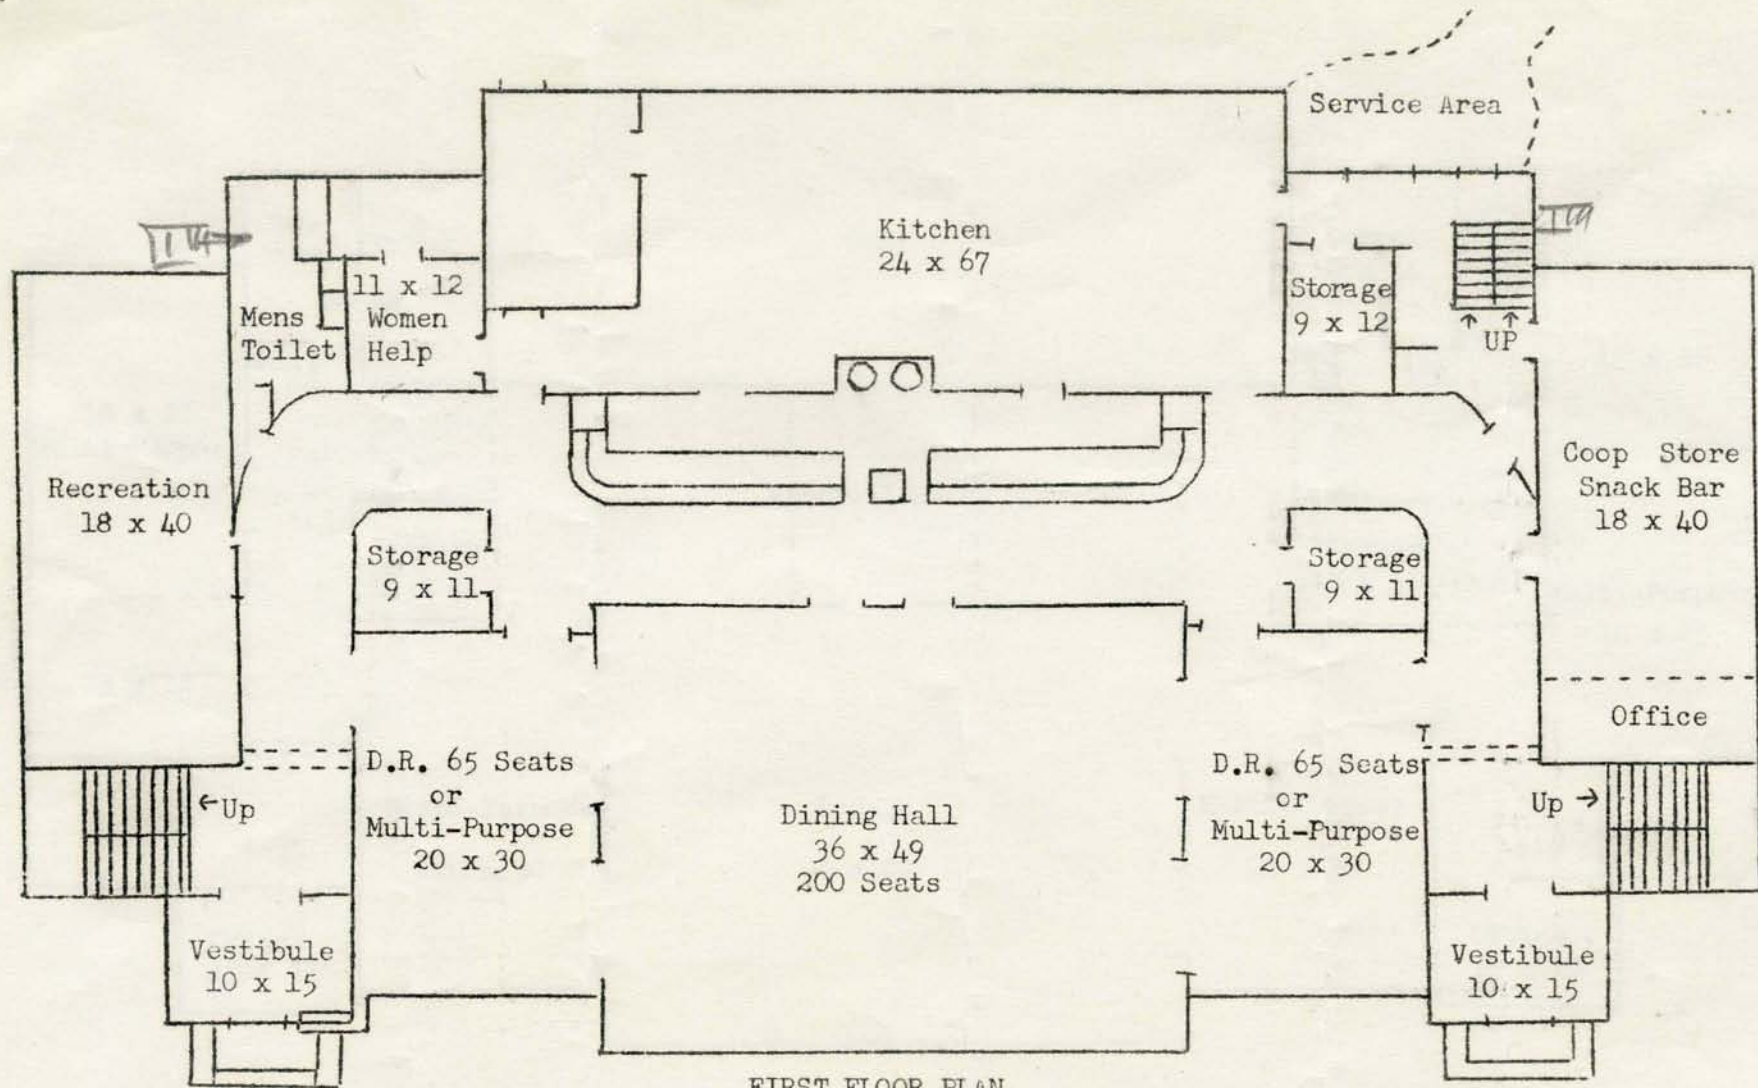 Service Area
Kitchen
24 x 67
11 x 12
Women
Help
Mens
Toilet
Storage
9 x 12
UP
Recreation
18 x 40
Coop Store
Snack Bar
18 x 40
Storage
9 x 11
Storage
9 x 11
Office
D.R. 65 Seats
or
Multi-Purpose
20 x 30
Up
Dining Hall
36 x 49
200 Seats
D.R. 65 Seats
or
Multi-Purpose
20 x 30
Up
Vestibule
10 x 15
Vestibule
10 x 15
FIRST FLOOR PLAN